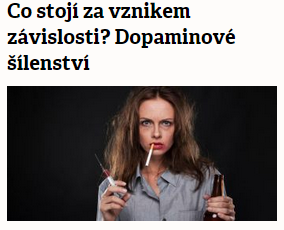 Co stojí za vznikem
závislosti? Dopaminové
šílenství